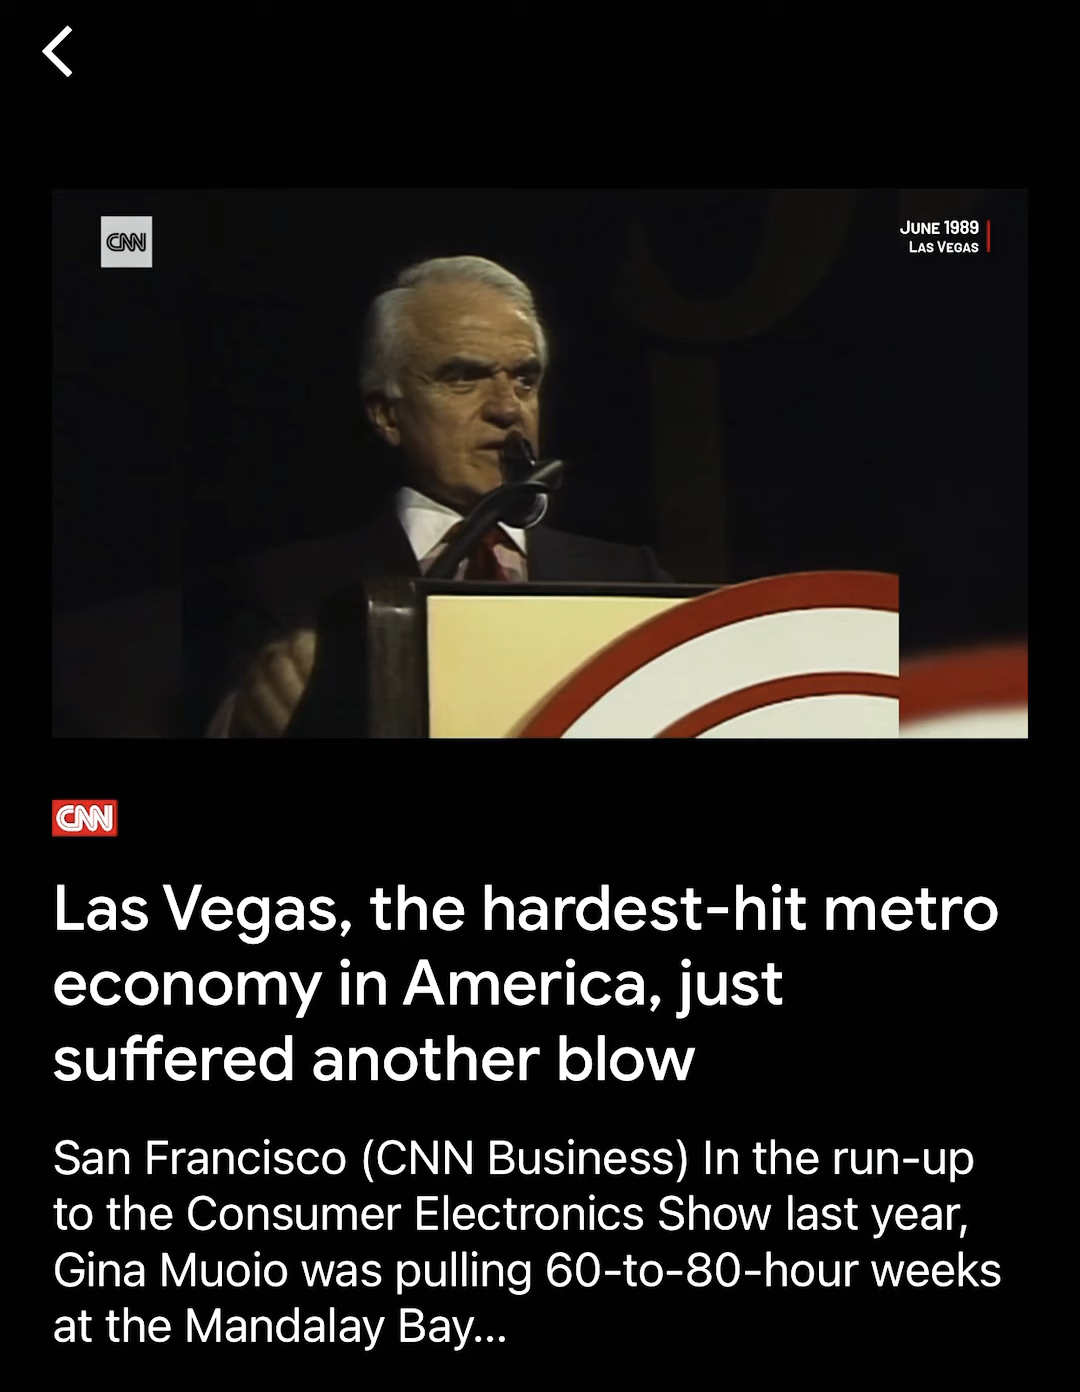 CNN
JUNE 1989
LAS VEGAS
CNN
Las Vegas, the hardest-hit metro
economy in America, just
suffered another blow
San Francisco (CNN Business) In the run-up
to the Consumer Electronics Show last year,
Gina Muoio was pulling 60-to-80-hour weeks
at the Mandalay Bay...